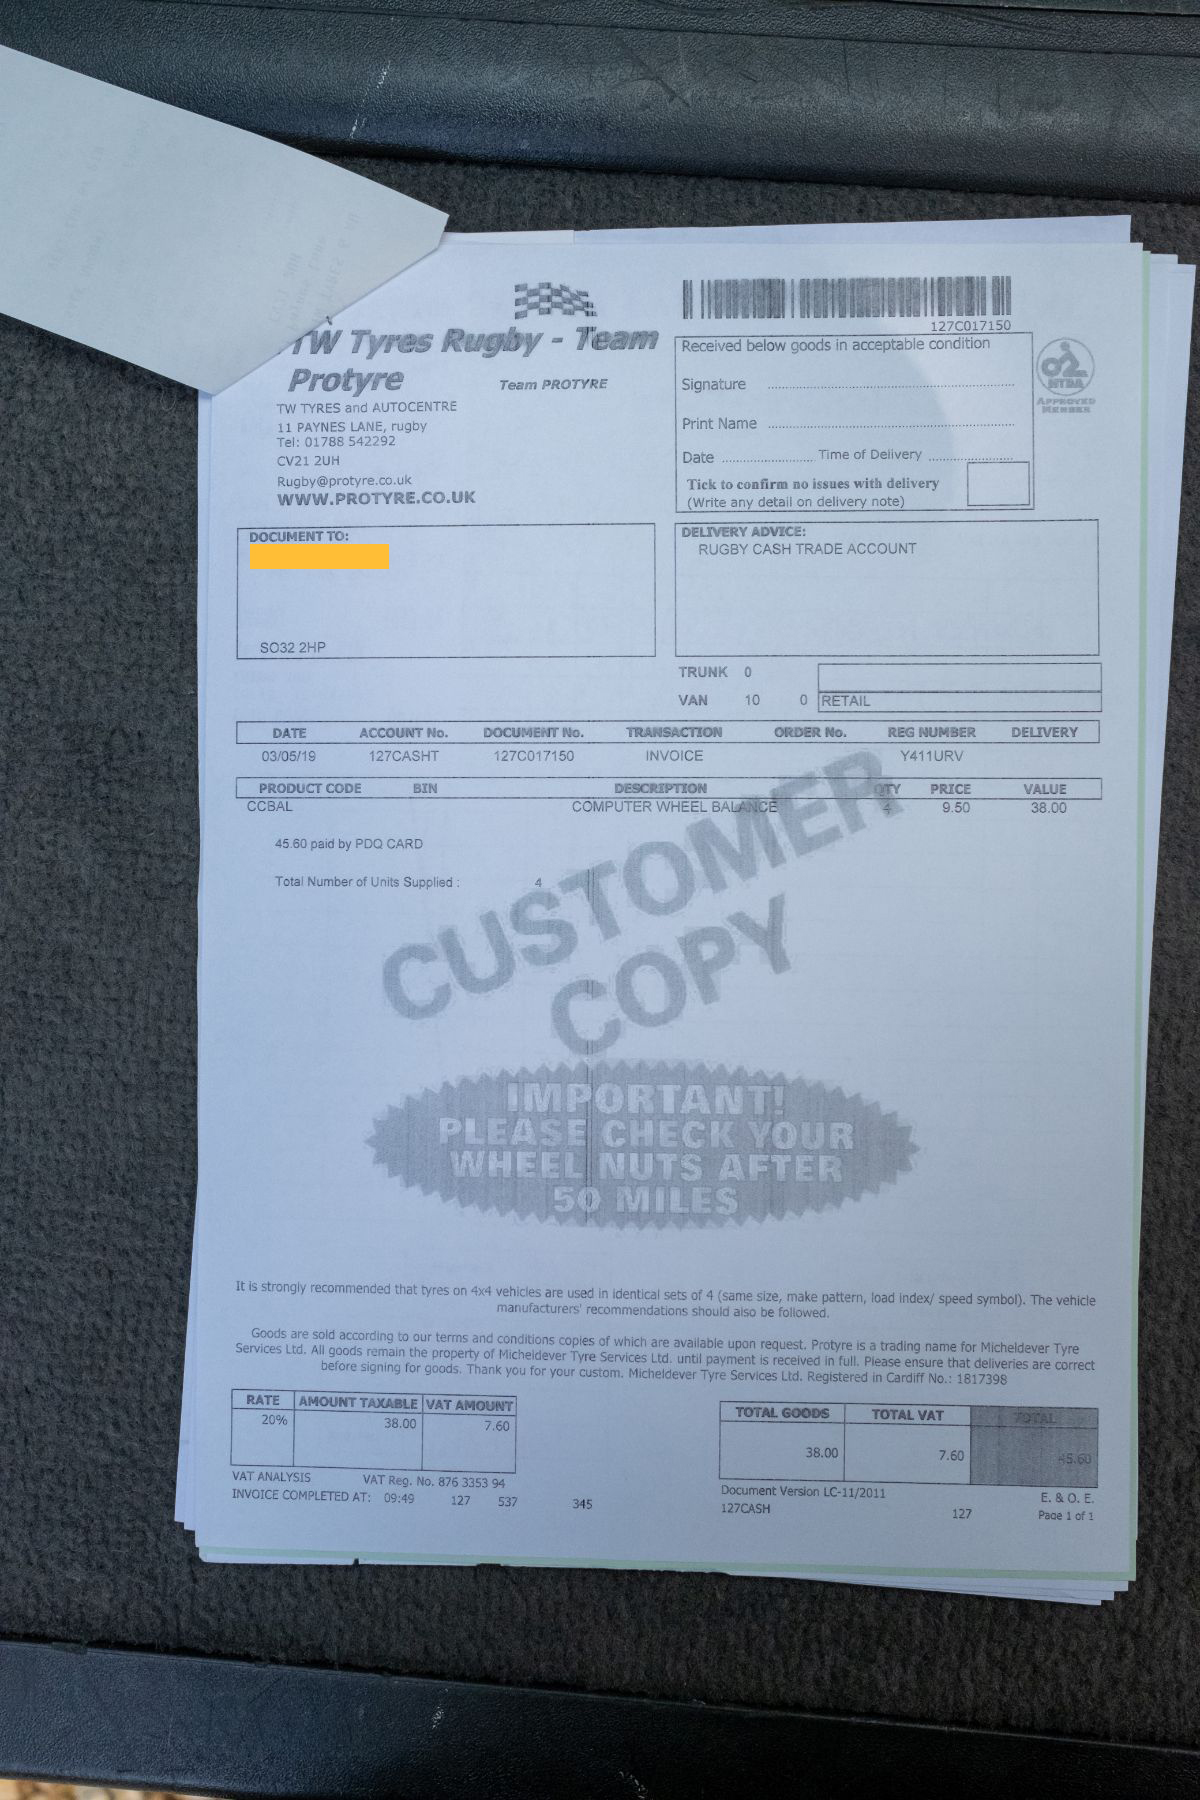 TW Tyres Rugby - Team
Protyre
Team PROTYRE
TW TYRES and AUTOCENTRE
11 PAYNES LANE, rugby
Tel: 01788 542292
CV21 2UH
Rugby@protyre.co.uk
WWW.PROTYRE.CO.UK
127C017150
Received below goods in acceptable condition
Signature
Print Name
Date Time of Delivery
Tick to confirm no issues with delivery
(Write any detail on delivery note)
NTDA
APPROVED
MEMBER
DOCUMENT TO:
SO32 2HP
DELIVERY ADVICE:
RUGBY CASH TRADE ACCOUNT
TRUNK 0
VAN 10 0 RETAIL
DATE ACCOUNT No. DOCUMENT No. TRANSACTION ORDER No. REG NUMBER DELIVERY
03/05/19 127CASHT 127C017150 INVOICE Y411URV
PRODUCT CODE BIN DESCRIPTION QTY PRICE VALUE
CCBAL COMPUTER WHEEL BALANCE 4 9.50 38.00
45.60 paid by PDQ CARD
Total Number of Units Supplied : 4
CUSTOMER
COPY
IMPORTANT!
PLEASE CHECK YOUR
WHEEL NUTS AFTER
50 MILES
It is strongly recommended that tyres on 4x4 vehicles are used in identical sets of 4 (same size, make pattern, load index/ speed symbol). The vehicle
manufacturers' recommendations should also be followed.
Goods are sold according to our terms and conditions copies of which are available upon request. Protyre is a trading name for Micheldever Tyre
Services Ltd. All goods remain the property of Micheldever Tyre Services Ltd. until payment is received in full. Please ensure that deliveries are correct
before signing for goods. Thank you for your custom. Micheldever Tyre Services Ltd. Registered in Cardiff No.: 1817398
RATE AMOUNT TAXABLE VAT AMOUNT
20% 38.00 7.60
VAT ANALYSIS VAT Reg. No. 876 3353 94
INVOICE COMPLETED AT: 09:49 127 537 345
TOTAL GOODS TOTAL VAT TOTAL
38.00 7.60 45.60
Document Version LC-11/2011 E. & O. E.
127CASH 127 Page 1 of 1